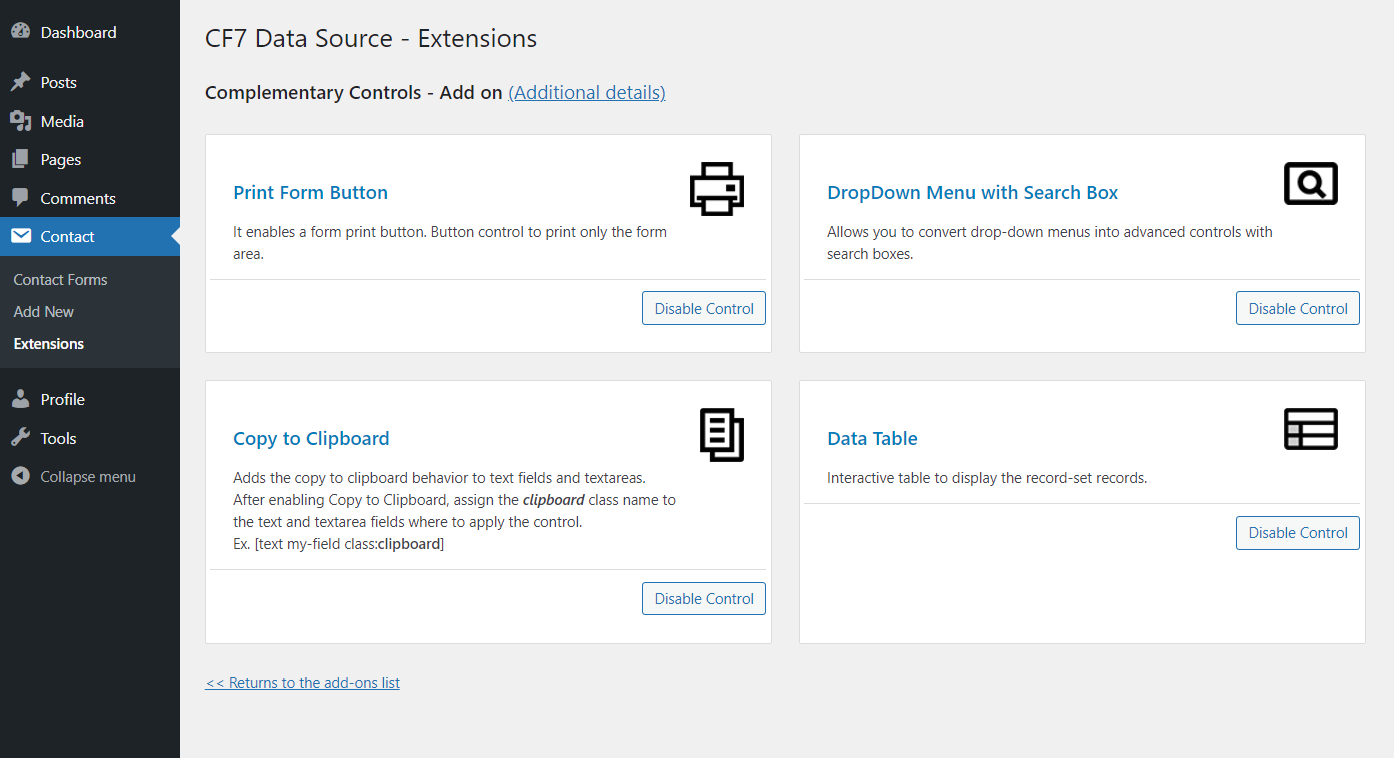 Dashboard
Posts
Media
Pages
Comments
Contact
Contact Forms
Add New
Extensions
Profile
Tools
Collapse menu
CF7 Data Source - Extensions
Complementary Controls - Add on (Additional details)
Print Form Button
It enables a form print button. Button control to print only the form
area.
Disable Control
DropDown Menu with Search Box
Allows you to convert drop-down menus into advanced controls with
search boxes.
Disable Control
Copy to Clipboard
Adds the copy to clipboard behavior to text fields and textareas.
After enabling Copy to Clipboard, assign the clipboard class name to
the text and textarea fields where to apply the control.
Ex. [text my-field class:clipboard]
Disable Control
Data Table
Interactive table to display the record-set records.
Disable Control
<< Returns to the add-ons list